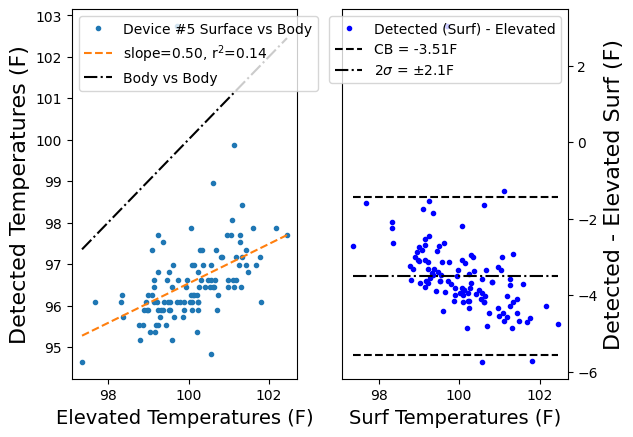 Device #5 Surface vs Body
slope=0.50, r²=0.14
Body vs Body
Detected Temperatures (F)
103
102
101
100
99
98
97
96
95
98
100
102
Elevated Temperatures (F)
Detected (Surf) - Elevated
CB = -3.51F
2σ = ±2.1F
2
0
−2
−4
−6
Detected - Elevated Surf (F)
98
100
102
Surf Temperatures (F)